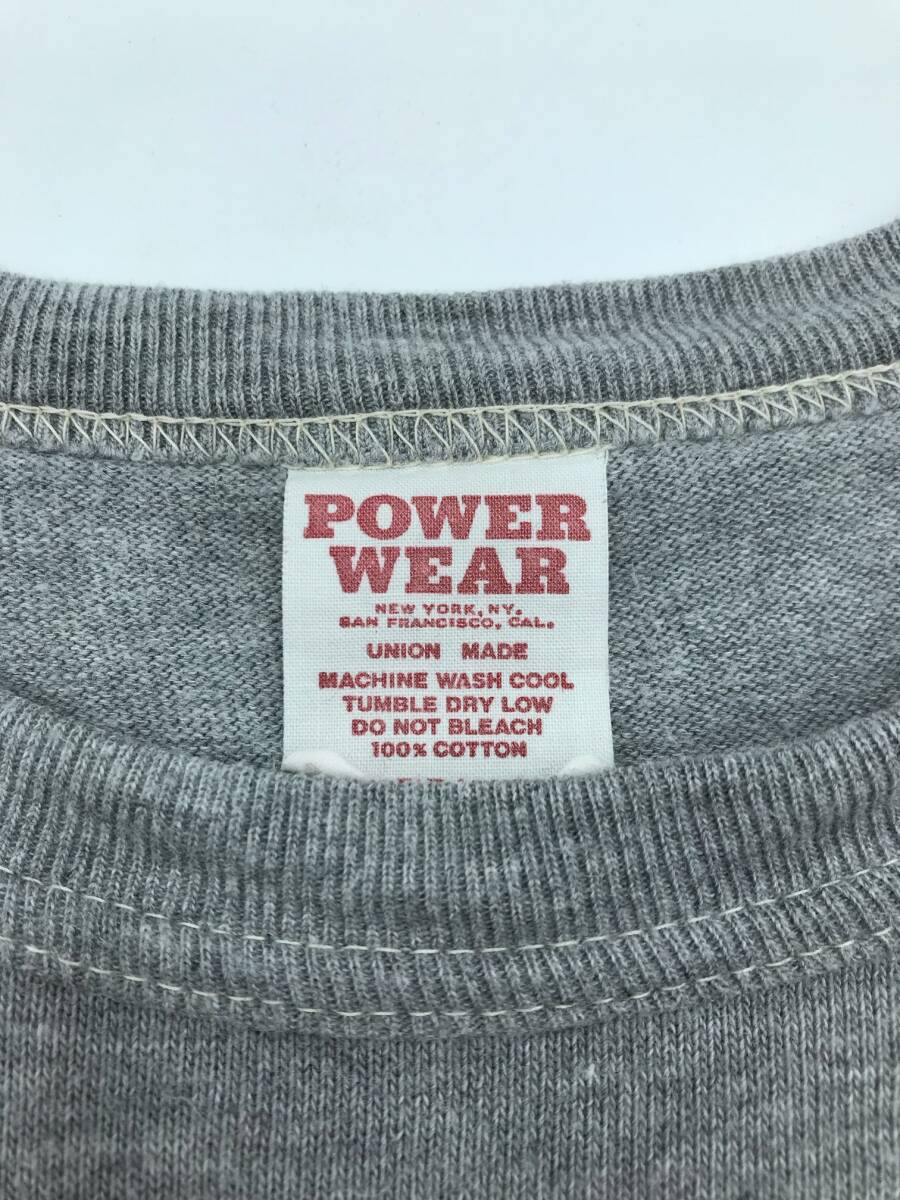 POWER
WEAR
NEW YORK, NY.
SAN FRANCISCO, CAL.
UNION MADE
MACHINE WASH COOL
TUMBLE DRY LOW
DO NOT BLEACH
100% COTTON